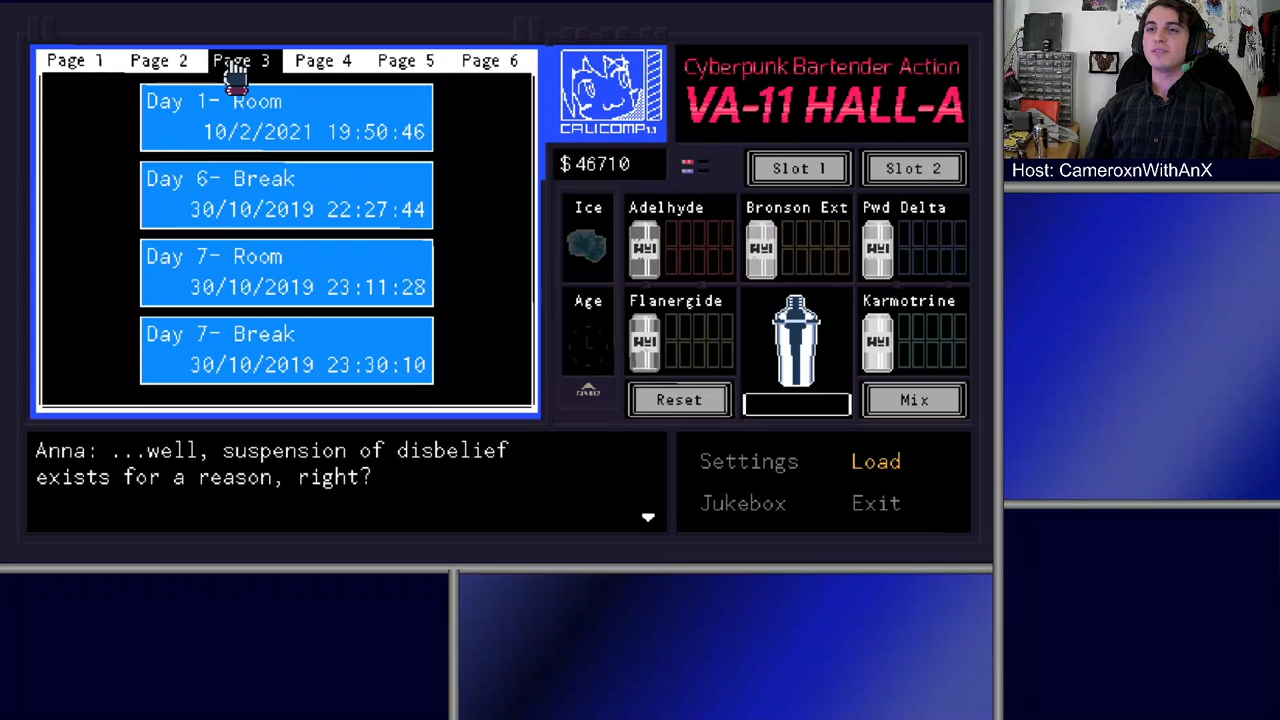 Page 1 Page 2 Page 3 Page 4 Page 5 Page 6
Day 1- Room
10/2/2021 19:50:46
Day 6- Break
30/10/2019 22:27:44
Day 7- Room
30/10/2019 23:11:28
Day 7- Break
30/10/2019 23:30:10
CALICOMP1.1
Cyberpunk Bartender Action
VA-11 HALL-A
$ 46710
Slot 1
Slot 2
Ice
Adelhyde
Bronson Ext
Pwd Delta
Age
Flanergide
Karmotrine
Reset
Mix
Anna: ...well, suspension of disbelief
exists for a reason, right?
Settings
Load
Jukebox
Exit
Host: CameroxnWithAnX